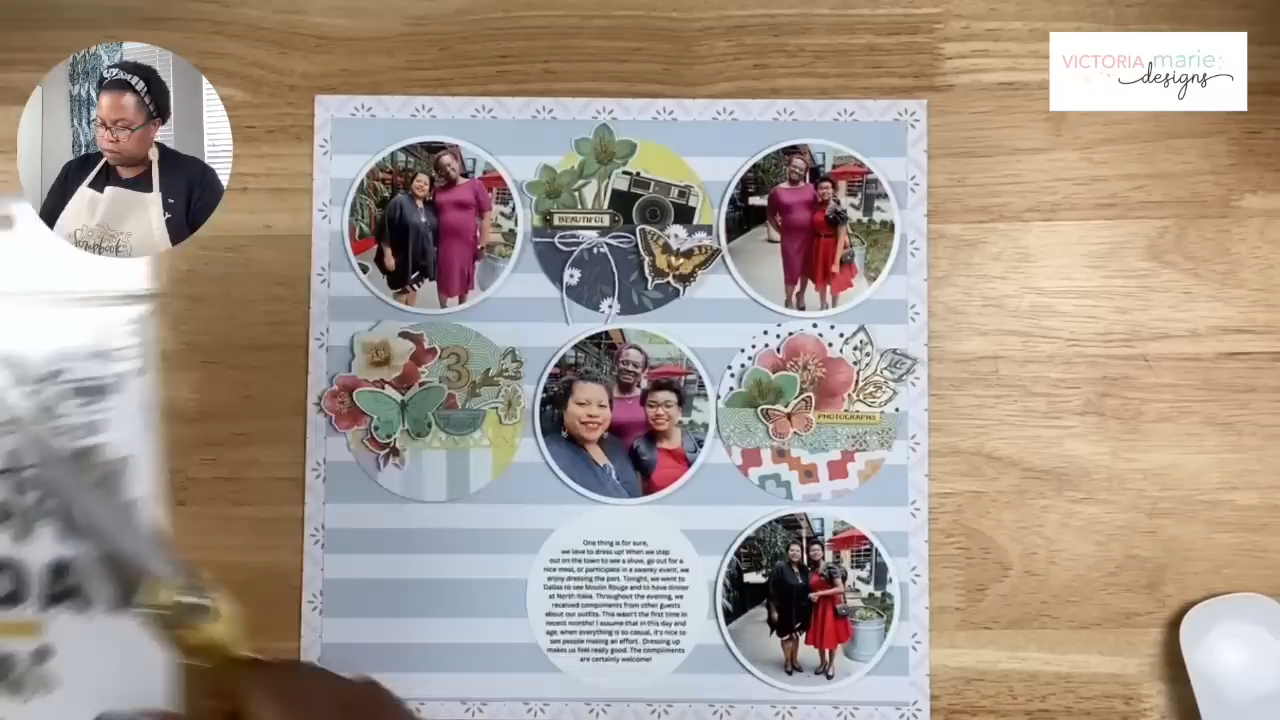 VICTORIA marie
designs
Scrapbook
BEAUTIFUL
3
PHOTOGRAPHS
One thing is for sure,
we love to dress up! When we step
out on the town to see a show, go out for a
nice meal, or participate in a swanky event, we
enjoy dressing the part. Tonight, we went to
Dallas to see Moulin Rouge and to have dinner
at North Italia. Throughout the evening, we
received compliments from other guests
about our outfits. This wasn't the first time in
recent months! I assume that in this day and
age, when everything is so casual, it's nice to
see people making an effort. Dressing up
makes us feel really good. The compliments
are certainly welcome!